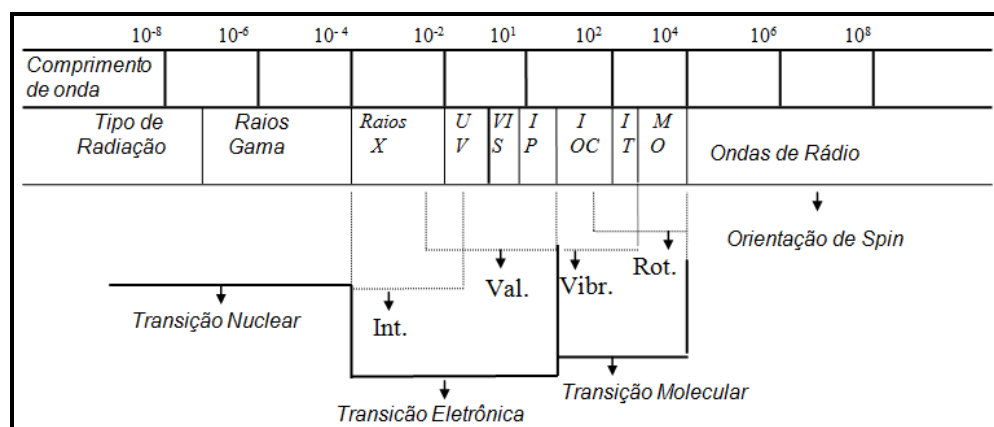 10⁻⁸ 10⁻⁶ 10⁻⁴ 10⁻² 10¹ 10² 10⁴ 10⁶ 10⁸
Comprimento
de onda
Tipo de Raios Raios U VI I I I M
Radiação Gama X V S P OC T O Ondas de Rádio
Orientação de Spin
Rot.
Val. Vibr.
Transição Nuclear Int.
Transição Molecular
Transicão Eletrônica